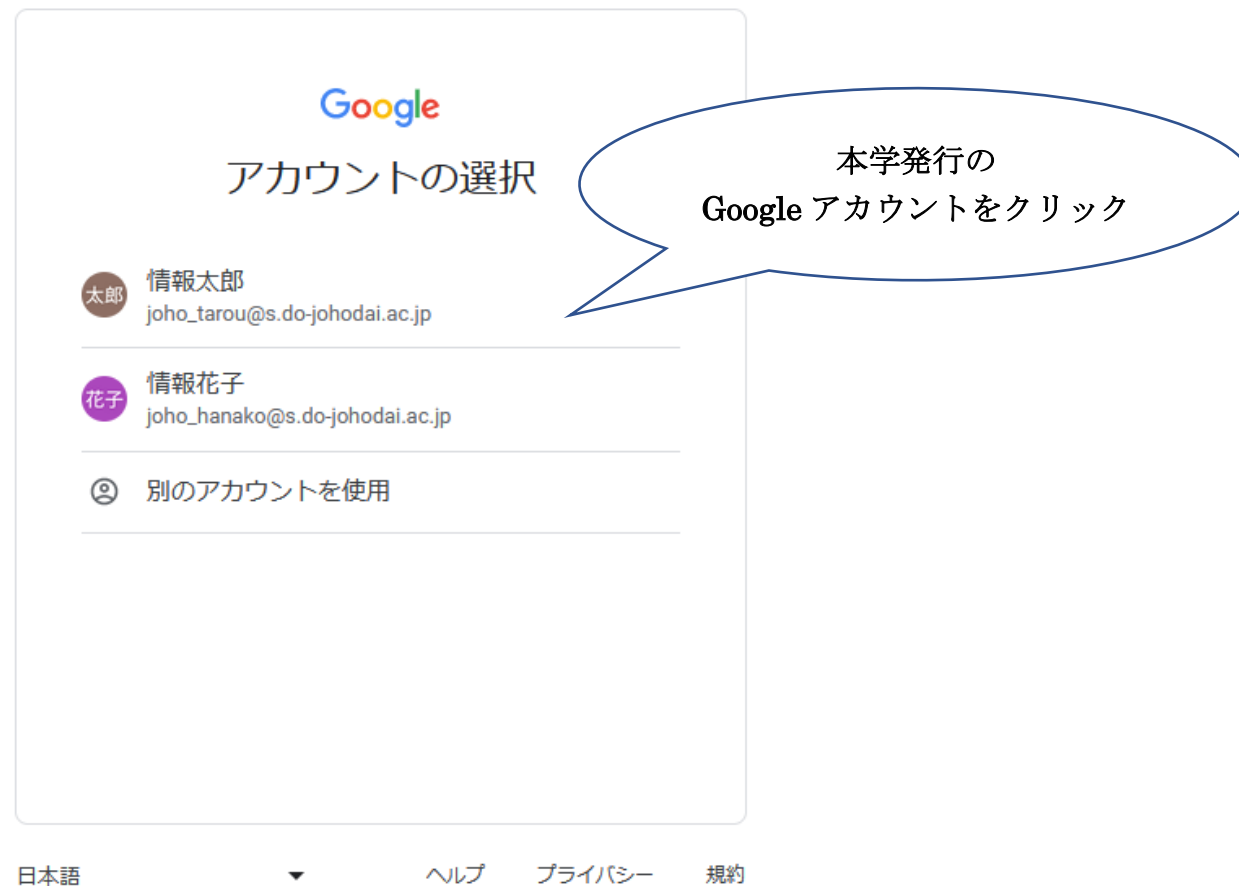 Google
アカウントの選択
本学発行の
Google アカウントをクリック
太郎
情報太郎
joho_tarou@s.do-johodai.ac.jp
花子
情報花子
joho_hanako@s.do-johodai.ac.jp
別のアカウントを使用
日本語 ヘルプ プライバシー 規約